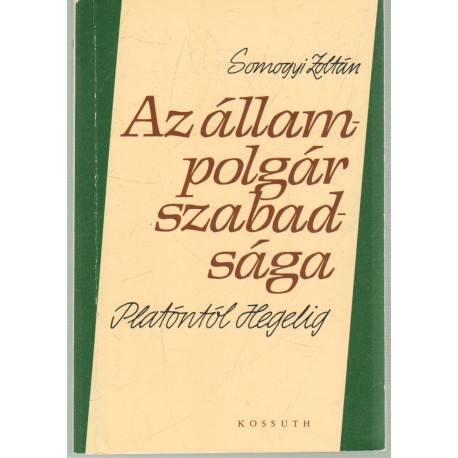 Somogyi Zoltán
Az állam-
polgár
szabad-
sága
Platóntól Hegelig
KOSSUTH